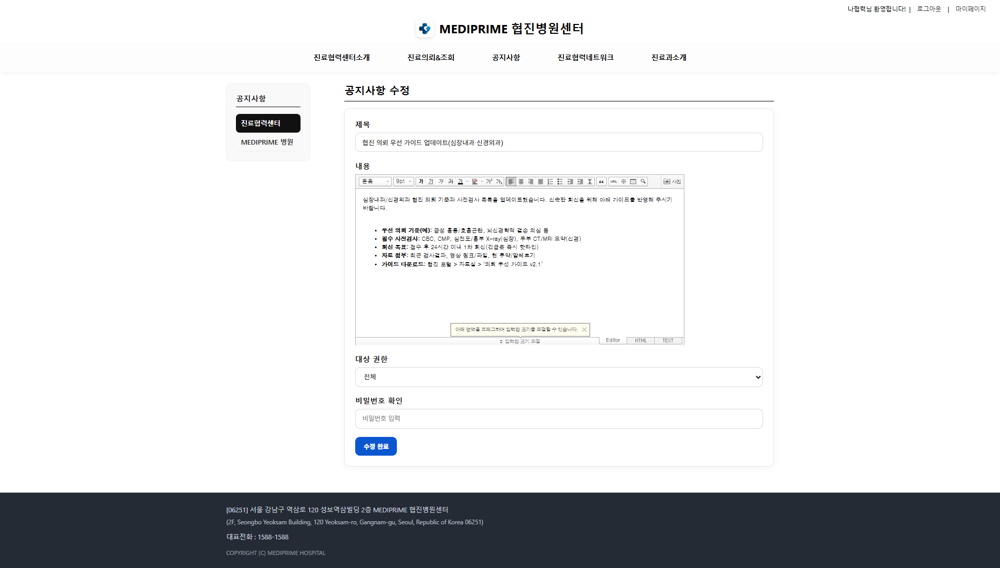 나협력님 환영합니다! | 로그아웃 | 마이페이지
MEDIPRIME 협진병원센터
진료협력센터소개 진료의뢰&조회 공지사항 진료협력네트워크 진료과소개
공지사항
진료협력센터
MEDIPRIME 병원
공지사항 수정
제목
협진 의뢰 우선 가이드 업데이트(심장내과·신경외과)
내용
돋움 9pt 가 가 가 가 가 가 가 URL 사진
심장내과/신경외과 협진 의뢰 기준과 사전검사 목록을 업데이트했습니다. 신속한 회신을 위해 아래 가이드를 반영해 주시기
바랍니다.
• 우선 의뢰 기준(예): 급성 흉통/호흡곤란, 뇌신경학적 결손 의심 등
• 필수 사전검사: CBC, CMP, 심전도/흉부 X-ray(심장), 두부 CT/MRI 요약(신경)
• 회신 목표: 접수 후 24시간 이내 1차 회신(긴급은 즉시 핫라인)
• 자료 첨부: 최근 검사결과, 영상 링크/파일, 현 투약/알레르기
• 가이드 다운로드: 협진 포털 > 자료실 > ‘의뢰 우선 가이드 v2.1’
아래 영역을 드래그하여 입력창 크기를 조절할 수 있습니다.
입력창 크기 조절
Editor HTML TEXT
대상 권한
전체
비밀번호 확인
비밀번호 입력
수정 완료
[06251] 서울 강남구 역삼로 120 성보역삼빌딩 2층 MEDIPRIME 협진병원센터
(2F, Seongbo Yeoksam Building, 120 Yeoksam-ro, Gangnam-gu, Seoul, Republic of Korea 06251)
대표전화 : 1588-1588
COPYRIGHT (C) MEDIPRIME HOSPITAL